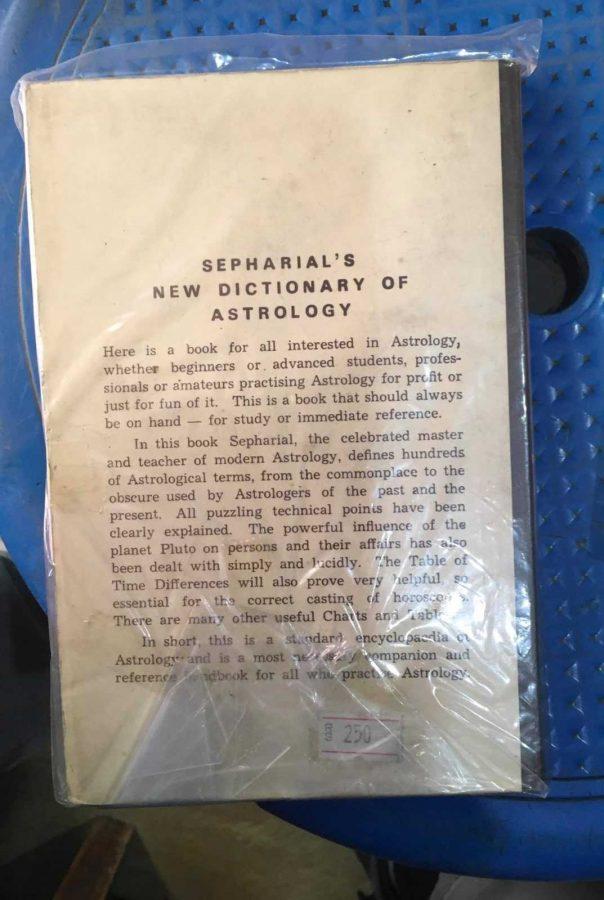 SEPHARIAL'S
NEW DICTIONARY OF
ASTROLOGY
Here is a book for all interested in Astrology,
whether beginners or advanced students, profes-
sionals or amateurs practising Astrology for profit or
just for fun of it. This is a book that should always
be on hand — for study or immediate reference.
In this book Sepharial, the celebrated master
and teacher of modern Astrology, defines hundreds
of Astrological terms, from the commonplace to the
obscure used by Astrologers of the past and the
present. All puzzling technical points have been
clearly explained. The powerful influence of the
planet Pluto on persons and their affairs has also
been dealt with simply and lucidly. The Table of
Time Differences will also prove very helpful, so
essential for the correct casting of
There are many other useful Charts and
In short, this is a standard encyclopaedia of
Astrology and is a most necessary companion and
reference handbook for all who practise Astrology.
250